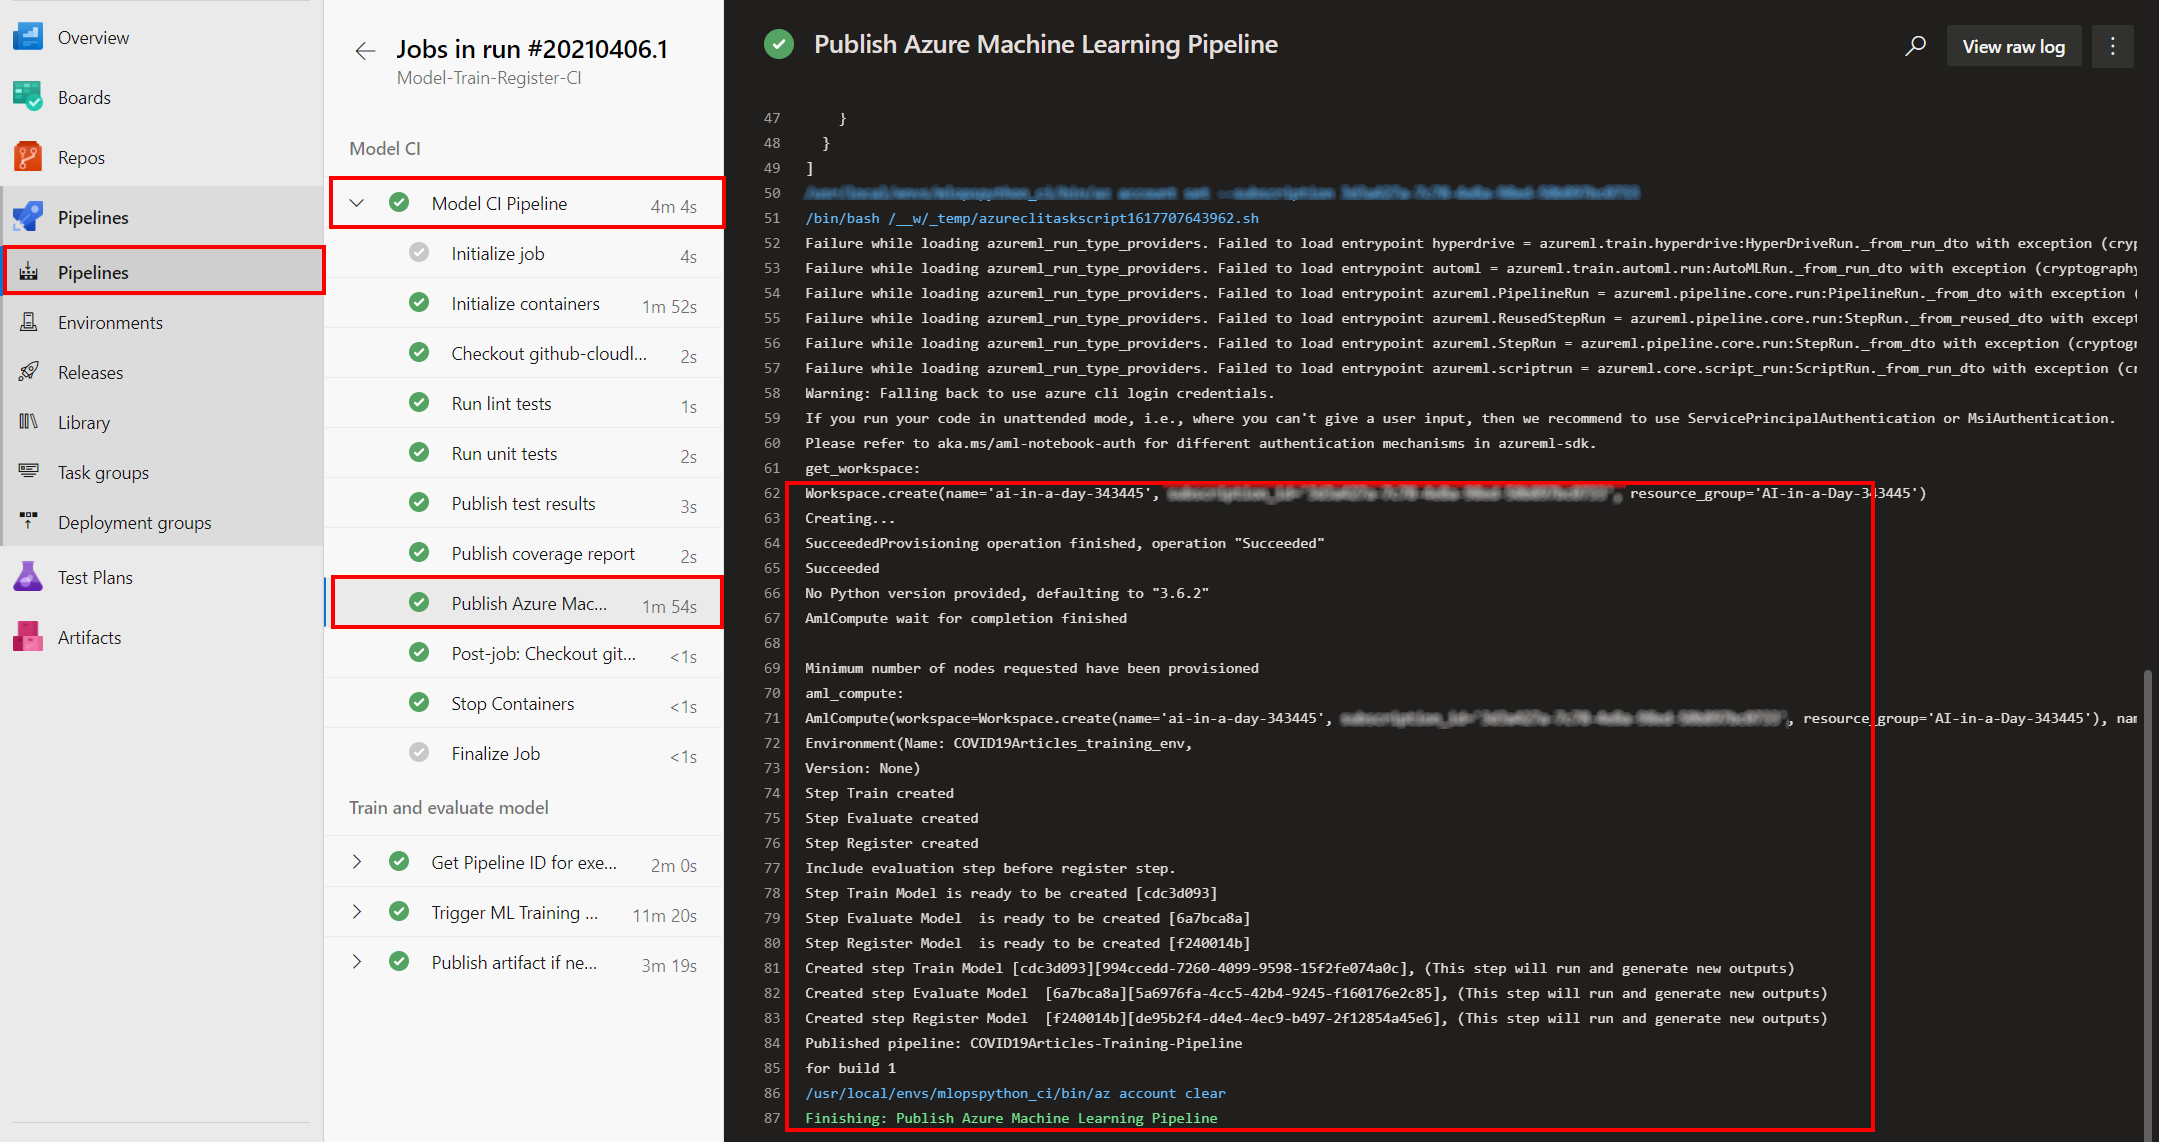 Overview
Boards
Repos
Pipelines
Pipelines
Environments
Releases
Library
Task groups
Deployment groups
Test Plans
Artifacts
Jobs in run #20210406.1
Model-Train-Register-CI
Model CI
Model CI Pipeline 4m 4s
Initialize job 4s
Initialize containers 1m 52s
Checkout github-cloudl... 2s
Run lint tests 1s
Run unit tests 2s
Publish test results 3s
Publish coverage report 2s
Publish Azure Mac... 1m 54s
Post-job: Checkout git... <1s
Stop Containers <1s
Finalize Job <1s
Train and evaluate model
Get Pipeline ID for exe... 2m 0s
Trigger ML Training ... 11m 20s
Publish artifact if ne... 3m 19s
Publish Azure Machine Learning Pipeline
View raw log
47 }
48 }
49 ]
50
51 /bin/bash /__w/_temp/azureclitaskscript1617707643962.sh
52 Failure while loading azureml_run_type_providers. Failed to load entrypoint hyperdrive = azureml.train.hyperdrive:HyperDriveRun._from_run_dto with exception (cryp
53 Failure while loading azureml_run_type_providers. Failed to load entrypoint automl = azureml.train.automl.run:AutoMLRun._from_run_dto with exception (cryptography
54 Failure while loading azureml_run_type_providers. Failed to load entrypoint azureml.PipelineRun = azureml.pipeline.core.run:PipelineRun._from_dto with exception (
55 Failure while loading azureml_run_type_providers. Failed to load entrypoint azureml.ReusedStepRun = azureml.pipeline.core.run:StepRun._from_reused_dto with except
56 Failure while loading azureml_run_type_providers. Failed to load entrypoint azureml.StepRun = azureml.pipeline.core.run:StepRun._from_dto with exception (cryptogr
57 Failure while loading azureml_run_type_providers. Failed to load entrypoint azureml.scriptrun = azureml.core.script_run:ScriptRun._from_run_dto with exception (cr
58 Warning: Falling back to use azure cli login credentials.
59 If you run your code in unattended mode, i.e., where you can't give a user input, then we recommend to use ServicePrincipalAuthentication or MsiAuthentication.
60 Please refer to aka.ms/aml-notebook-auth for different authentication mechanisms in azureml-sdk.
61 get_workspace:
62 Workspace.create(name='ai-in-a-day-343445', resource_group='AI-in-a-Day-343445')
63 Creating...
64 SucceededProvisioning operation finished, operation "Succeeded"
65 Succeeded
66 No Python version provided, defaulting to "3.6.2"
67 AmlCompute wait for completion finished
68
69 Minimum number of nodes requested have been provisioned
70 aml_compute:
71 AmlCompute(workspace=Workspace.create(name='ai-in-a-day-343445', , resource_group='AI-in-a-Day-343445'), nam
72 Environment(Name: COVID19Articles_training_env,
73 Version: None)
74 Step Train created
75 Step Evaluate created
76 Step Register created
77 Include evaluation step before register step.
78 Step Train Model is ready to be created [cdc3d093]
79 Step Evaluate Model  is ready to be created [6a7bca8a]
80 Step Register Model  is ready to be created [f240014b]
81 Created step Train Model [cdc3d093][994ccedd-7260-4099-9598-15f2fe074a0c], (This step will run and generate new outputs)
82 Created step Evaluate Model  [6a7bca8a][5a6976fa-4cc5-42b4-9245-f160176e2c85], (This step will run and generate new outputs)
83 Created step Register Model  [f240014b][de95b2f4-d4e4-4ec9-b497-2f12854a45e6], (This step will run and generate new outputs)
84 Published pipeline: COVID19Articles-Training-Pipeline
85 for build 1
86 /usr/local/envs/mlopspython_ci/bin/az account clear
87 Finishing: Publish Azure Machine Learning Pipeline